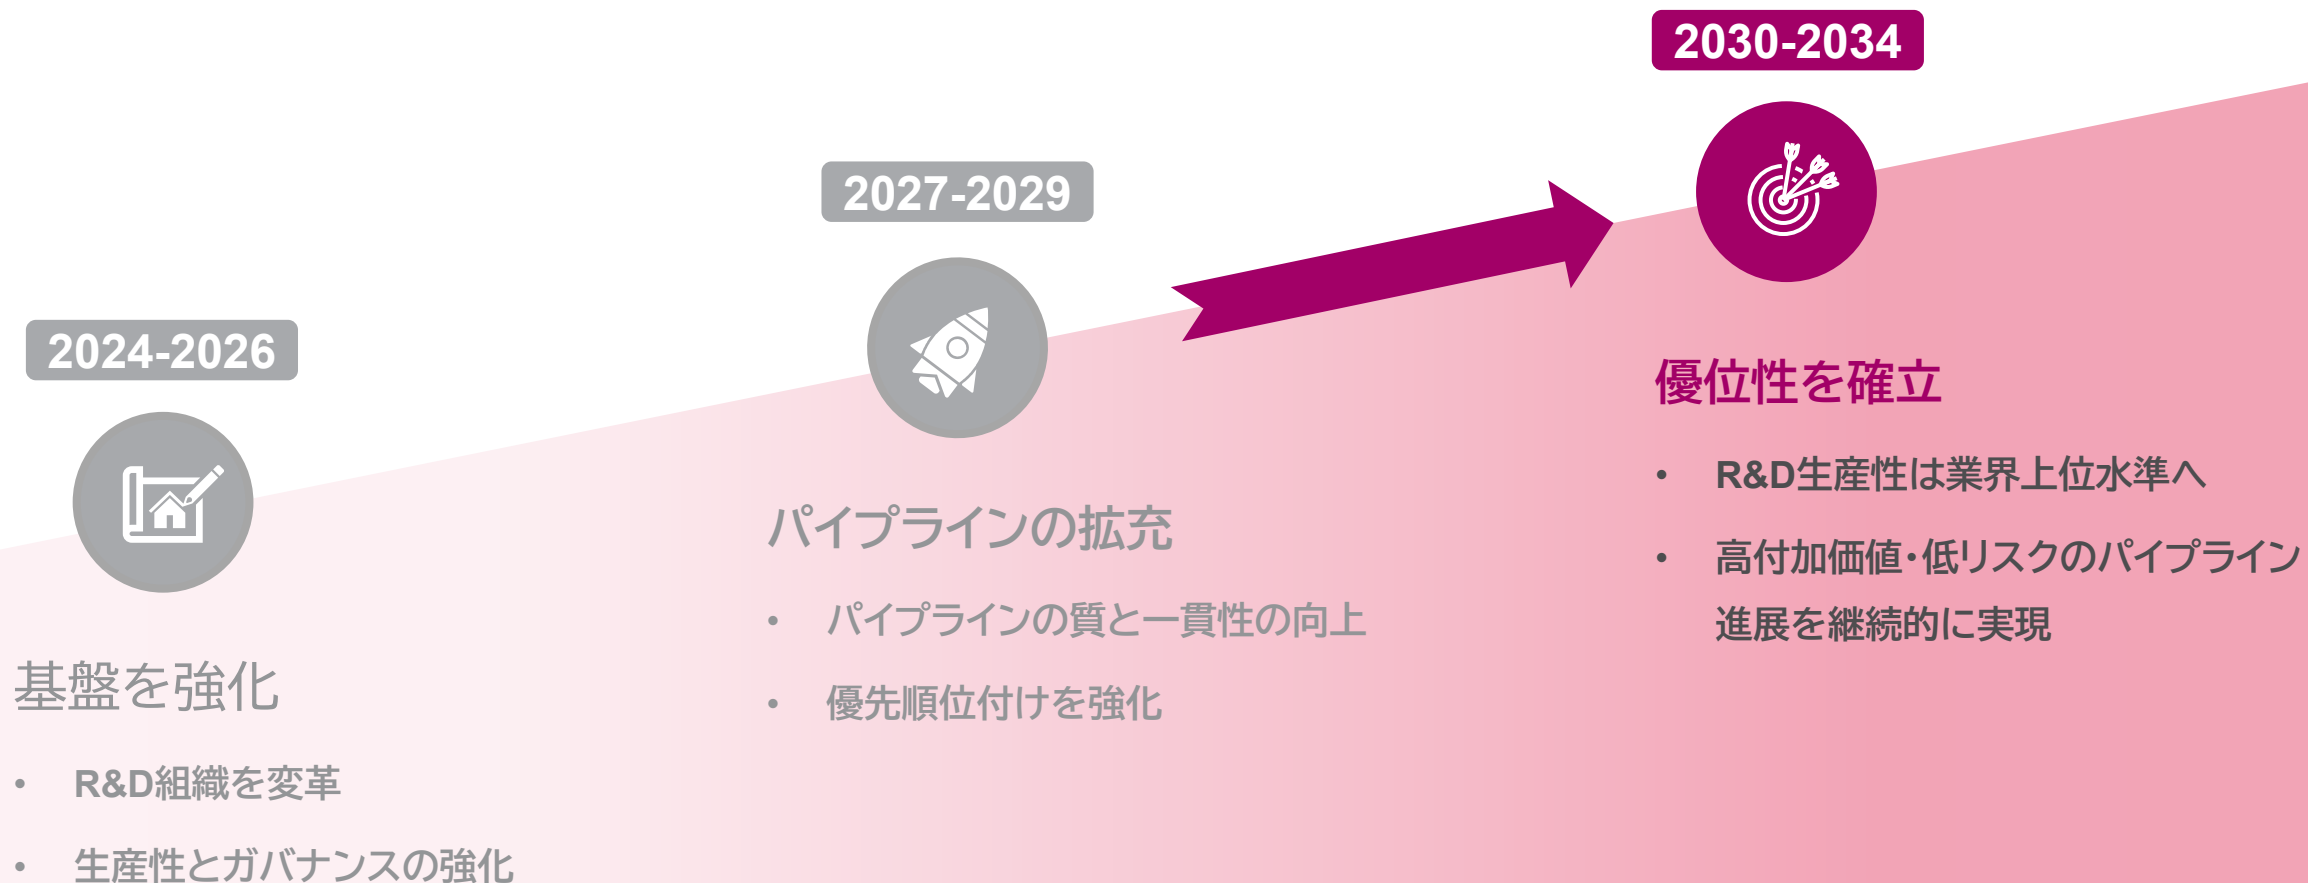 2024-2026
基盤を強化
• R&D組織を変革
• 生産性とガバナンスの強化
2027-2029
パイプラインの拡充
• パイプラインの質と一貫性の向上
• 優先順位付けを強化
2030-2034
優位性を確立
• R&D生産性は業界上位水準へ
• 高付加価値・低リスクのパイプライン
進展を継続的に実現